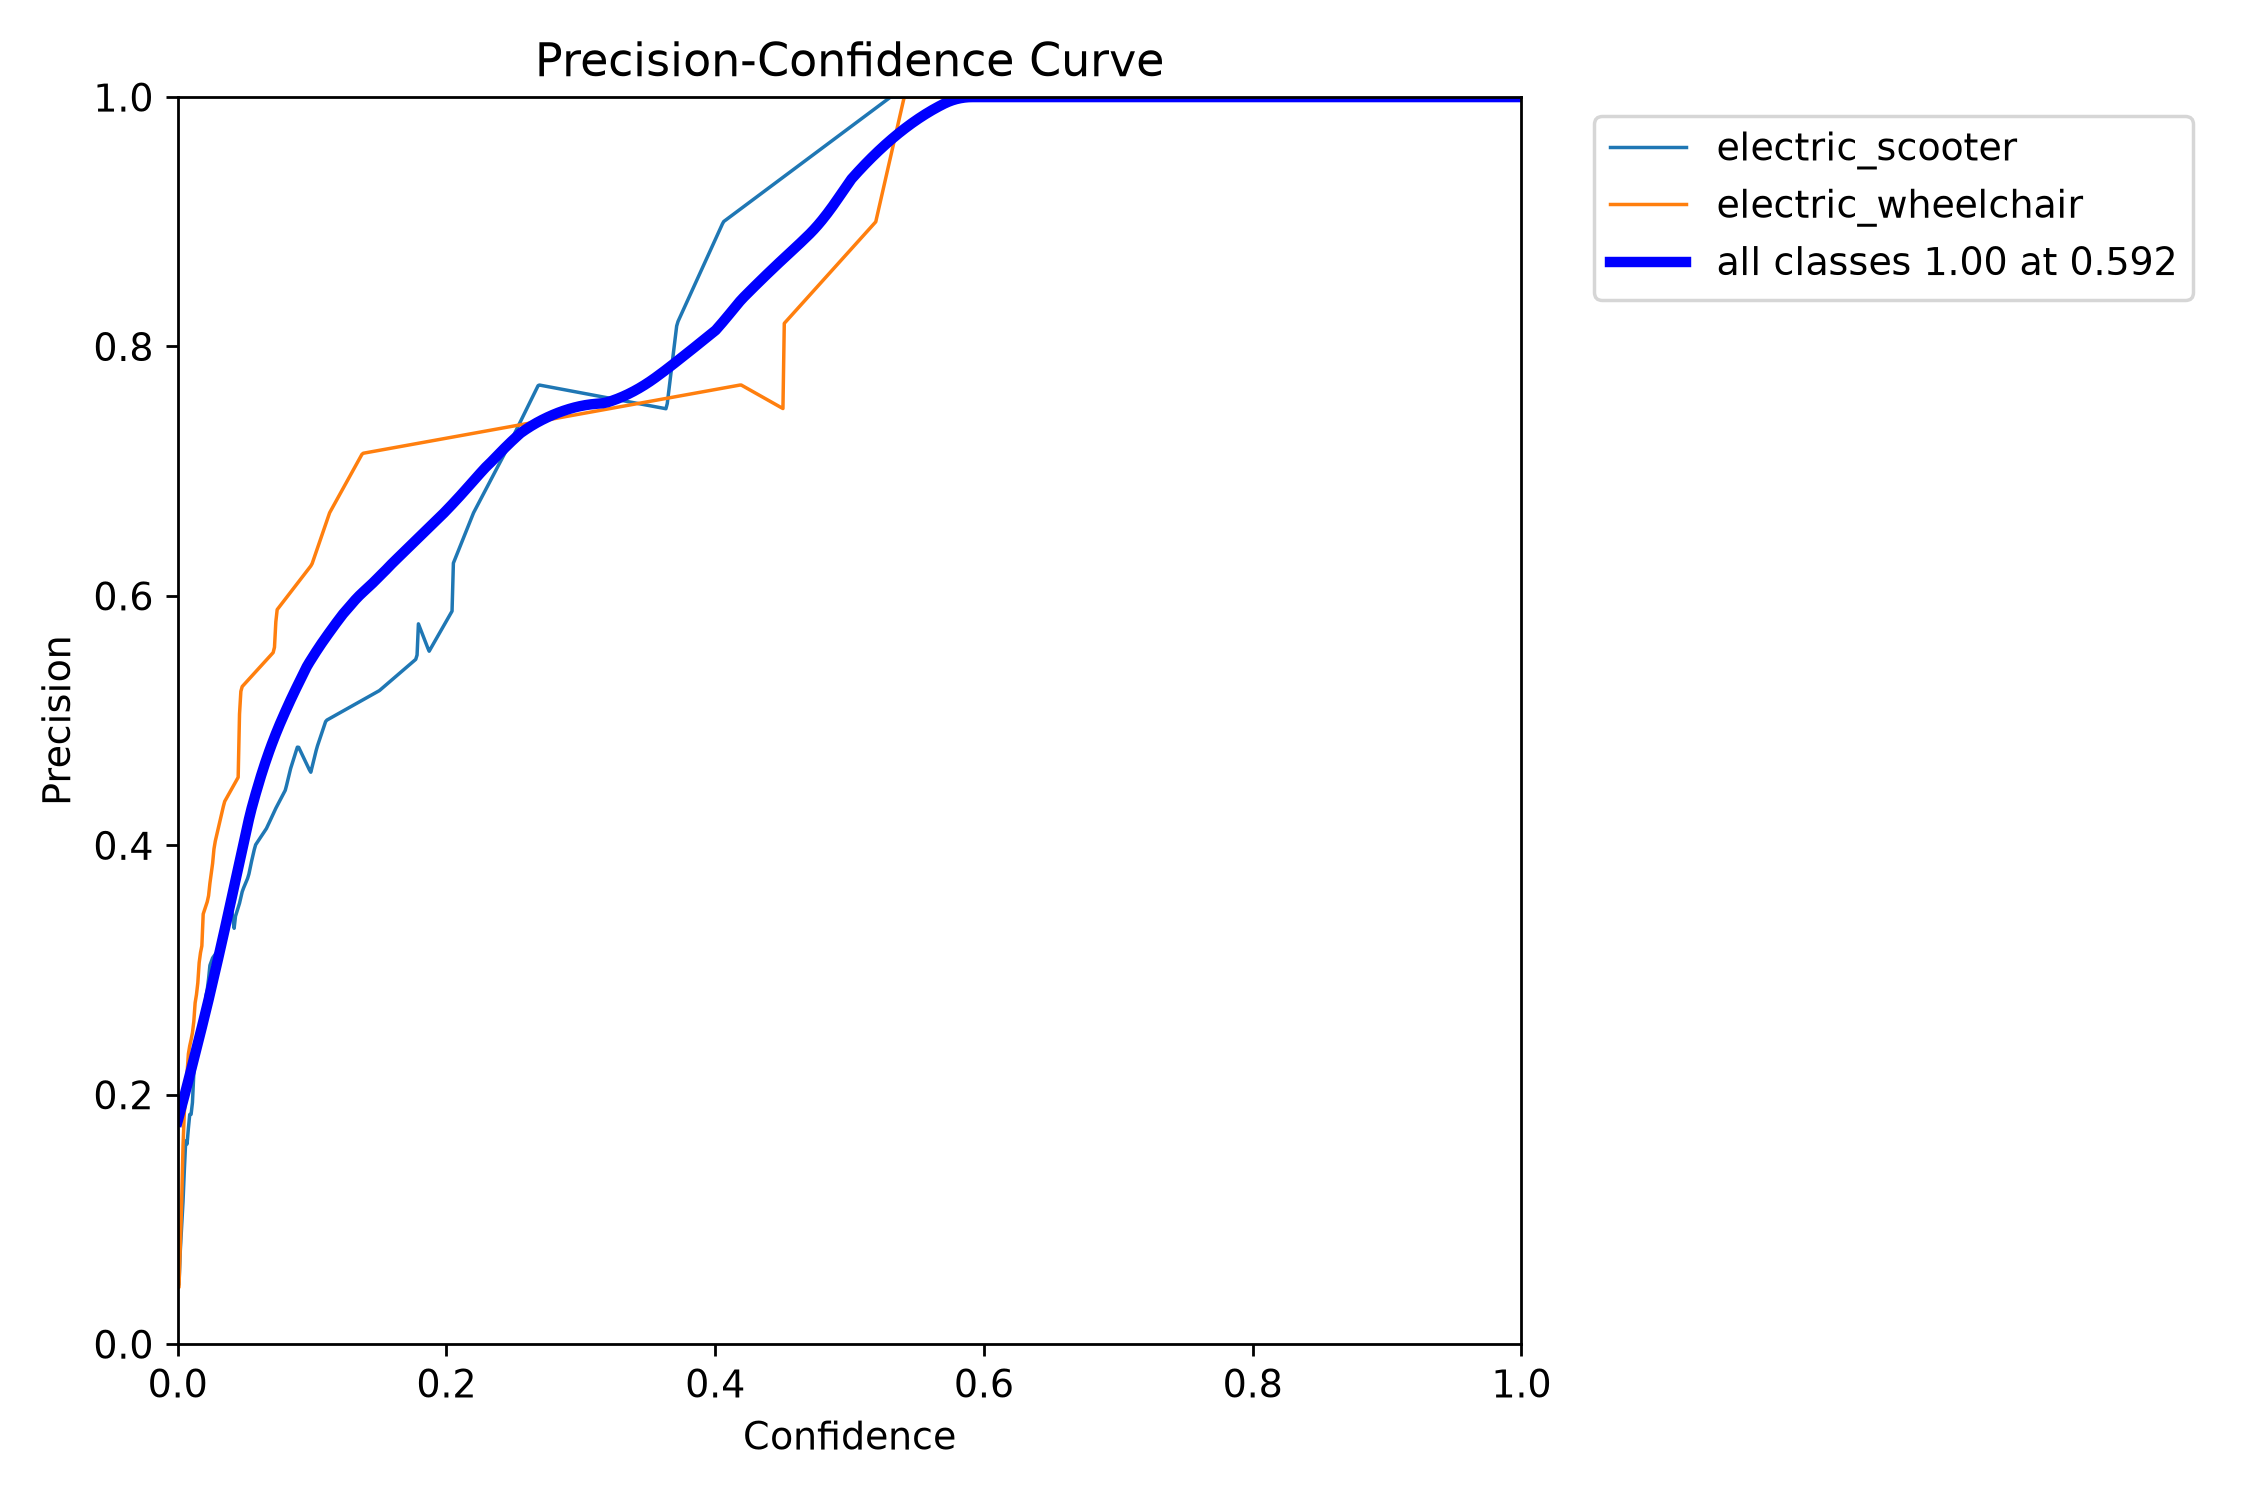 Precision-Confidence Curve
1.0
0.8
0.6
0.4
0.2
0.0
Precision
0.0 0.2 0.4 0.6 0.8 1.0
Confidence
electric_scooter
electric_wheelchair
all classes 1.00 at 0.592